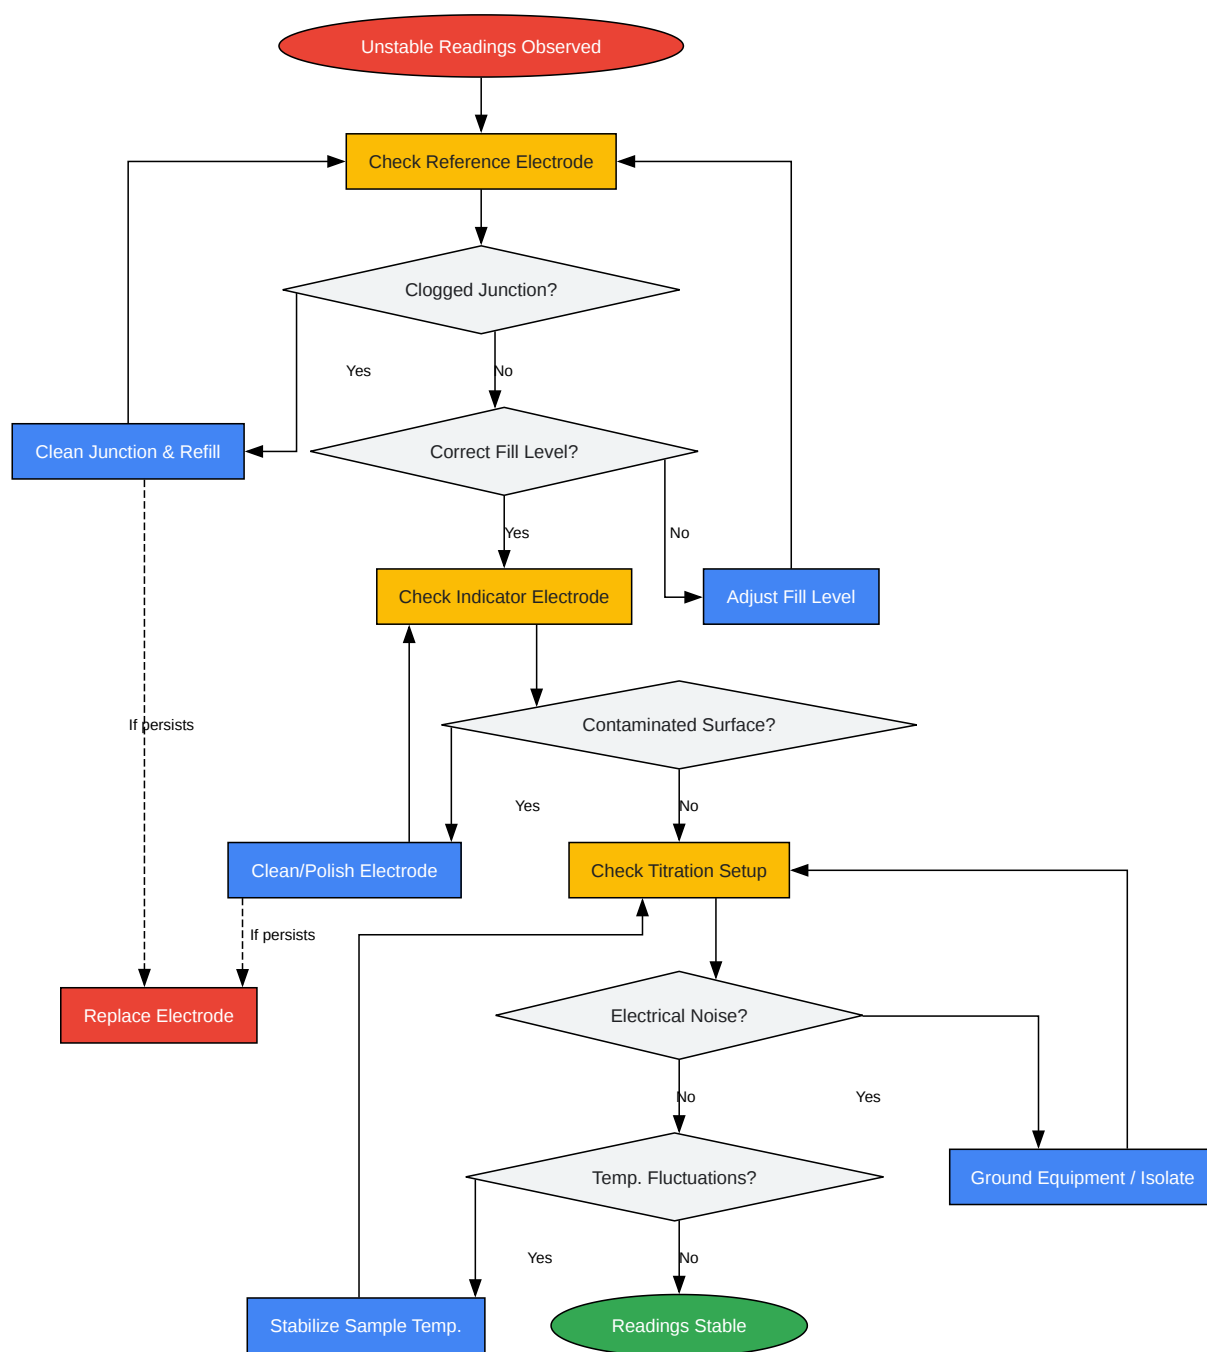 Unstable Readings Observed
Check Reference Electrode
Clogged Junction?
Yes
No
Clean Junction & Refill
Correct Fill Level?
Yes
No
Check Indicator Electrode
Adjust Fill Level
If persists
Contaminated Surface?
Yes
No
Clean/Polish Electrode
Check Titration Setup
If persists
Replace Electrode
Electrical Noise?
No
Yes
Temp. Fluctuations?
Ground Equipment / Isolate
Yes
No
Stabilize Sample Temp.
Readings Stable